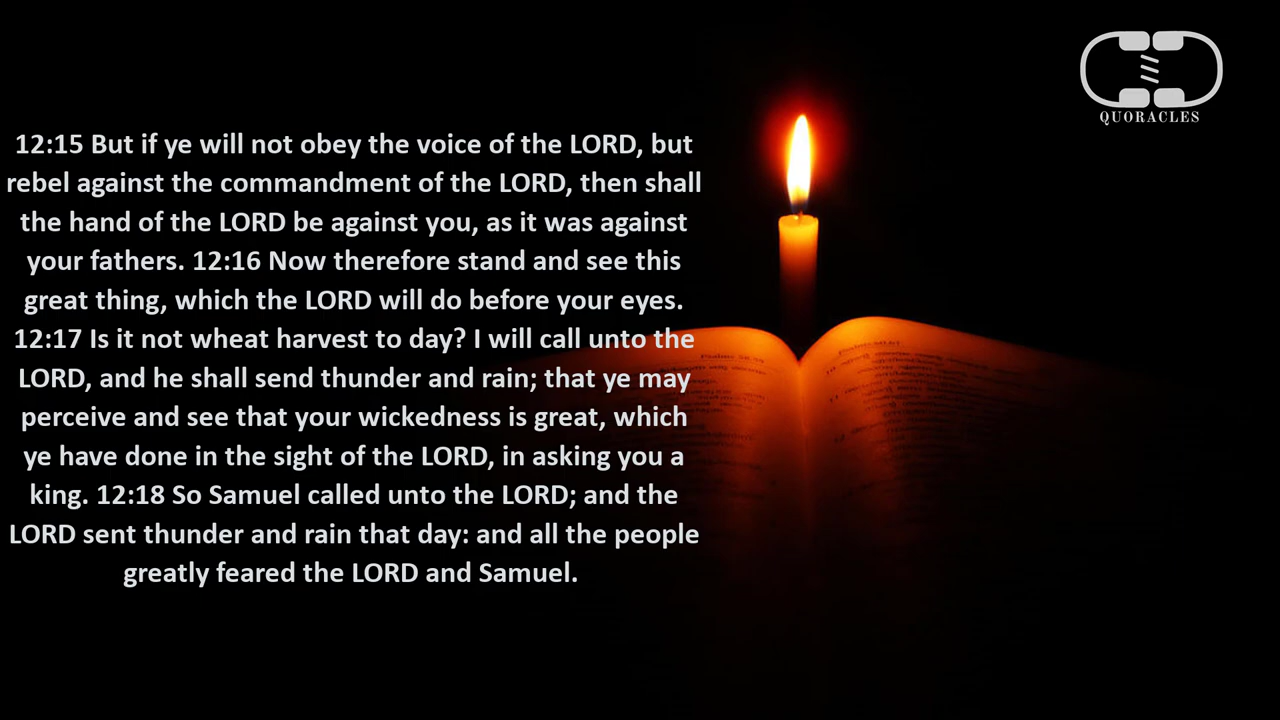 QUORACLES
12:15 But if ye will not obey the voice of the LORD, but
rebel against the commandment of the LORD, then shall
the hand of the LORD be against you, as it was against
your fathers. 12:16 Now therefore stand and see this
great thing, which the LORD will do before your eyes.
12:17 Is it not wheat harvest to day? I will call unto the
LORD, and he shall send thunder and rain; that ye may
perceive and see that your wickedness is great, which
ye have done in the sight of the LORD, in asking you a
king. 12:18 So Samuel called unto the LORD; and the
LORD sent thunder and rain that day: and all the people
greatly feared the LORD and Samuel.